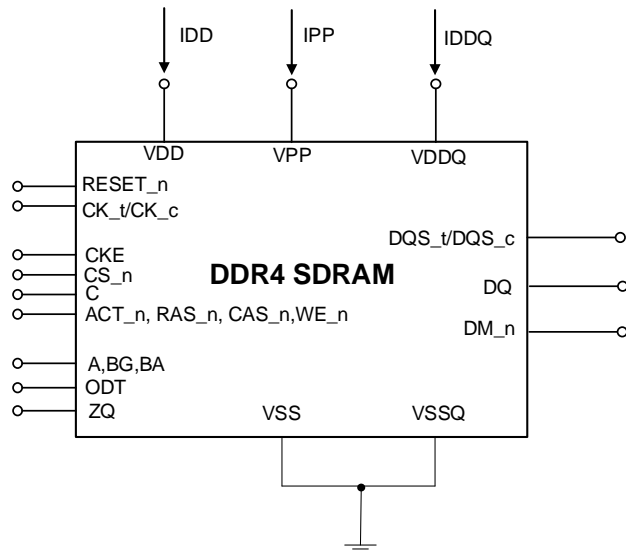 IDD
IPP
IDDQ
VDD
VPP
VDDQ
RESET_n
CK_t/CK_c
CKE
CS_n
C
ACT_n, RAS_n, CAS_n,WE_n
A,BG,BA
ODT
ZQ
DDR4 SDRAM
DQS_t/DQS_c
DQ
DM_n
VSS
VSSQ